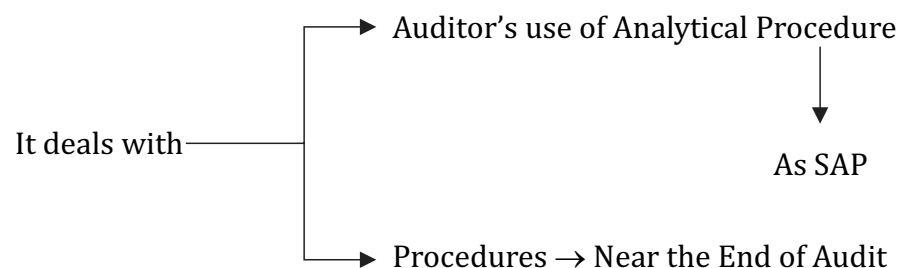 Auditor’s use of Analytical Procedure
It deals with
As SAP
Procedures → Near the End of Audit